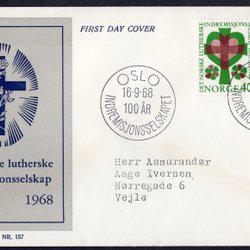 FIRST DAY COVER
DET NORSKE LUTHERSKE
INDREMISJONSSELSKAP
NORGE 40
OSLO
16-9-68
100 ÅR
INDREMISJONSSELSKAPET
e lutherske
onsselskap
1968
NR. 157
Herr Assurandør
Aage Iversen
Nørregade 6
Vejle